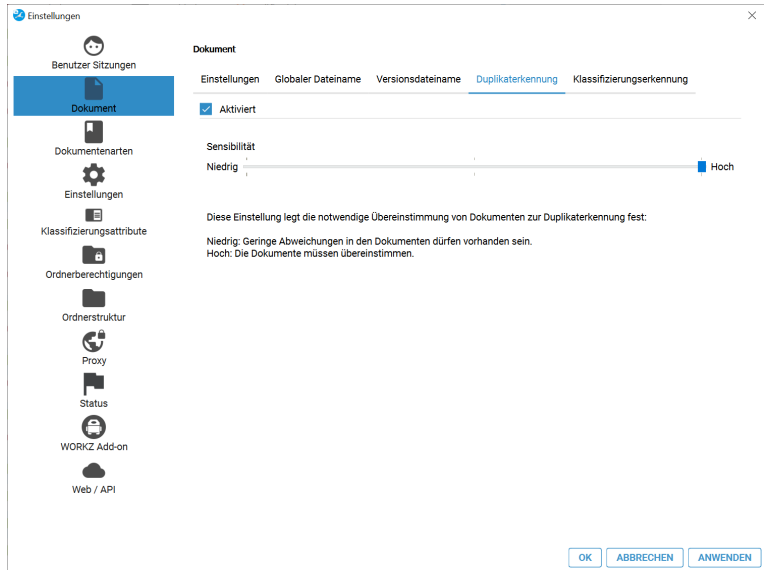 Einstellungen
Benutzer Sitzungen
Dokument
Dokumentenarten
Einstellungen
Klassifizierungsattribute
Ordnerberechtigungen
Ordnerstruktur
Proxy
Status
WORKZ Add-on
Web / API
Dokument
Einstellungen Globaler Dateiname Versionsdateiname Duplikaterkennung Klassifizierungserkennung
Aktiviert
Sensibilität
Niedrig Hoch
Diese Einstellung legt die notwendige Übereinstimmung von Dokumenten zur Duplikaterkennung fest:
Niedrig: Geringe Abweichungen in den Dokumenten dürfen vorhanden sein.
Hoch: Die Dokumente müssen übereinstimmen.
OK ABBRECHEN ANWENDEN